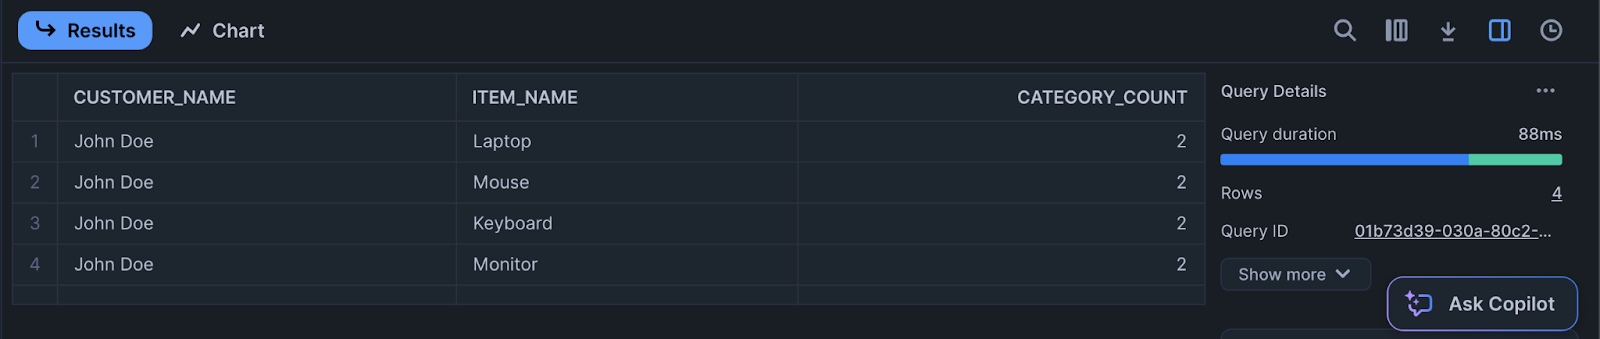 Results Chart
CUSTOMER_NAME ITEM_NAME CATEGORY_COUNT
1 John Doe Laptop 2
2 John Doe Mouse 2
3 John Doe Keyboard 2
4 John Doe Monitor 2
Query Details ...
Query duration 88ms
Rows 4
Query ID 01b73d39-030a-80c2-...
Show more
Ask Copilot